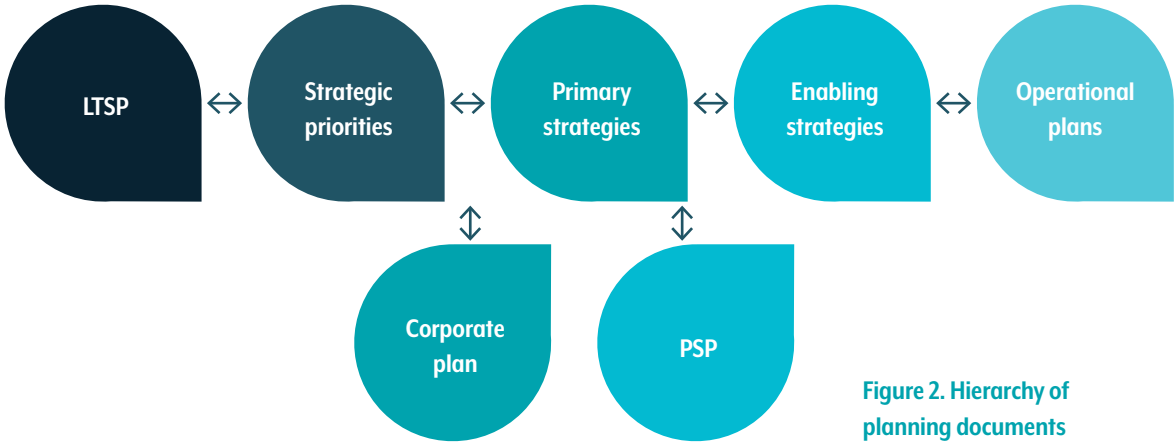 LTSP
Strategic
priorities
Primary
strategies
Enabling
strategies
Operational
plans
Corporate
plan
PSP
Figure 2. Hierarchy of
planning documents